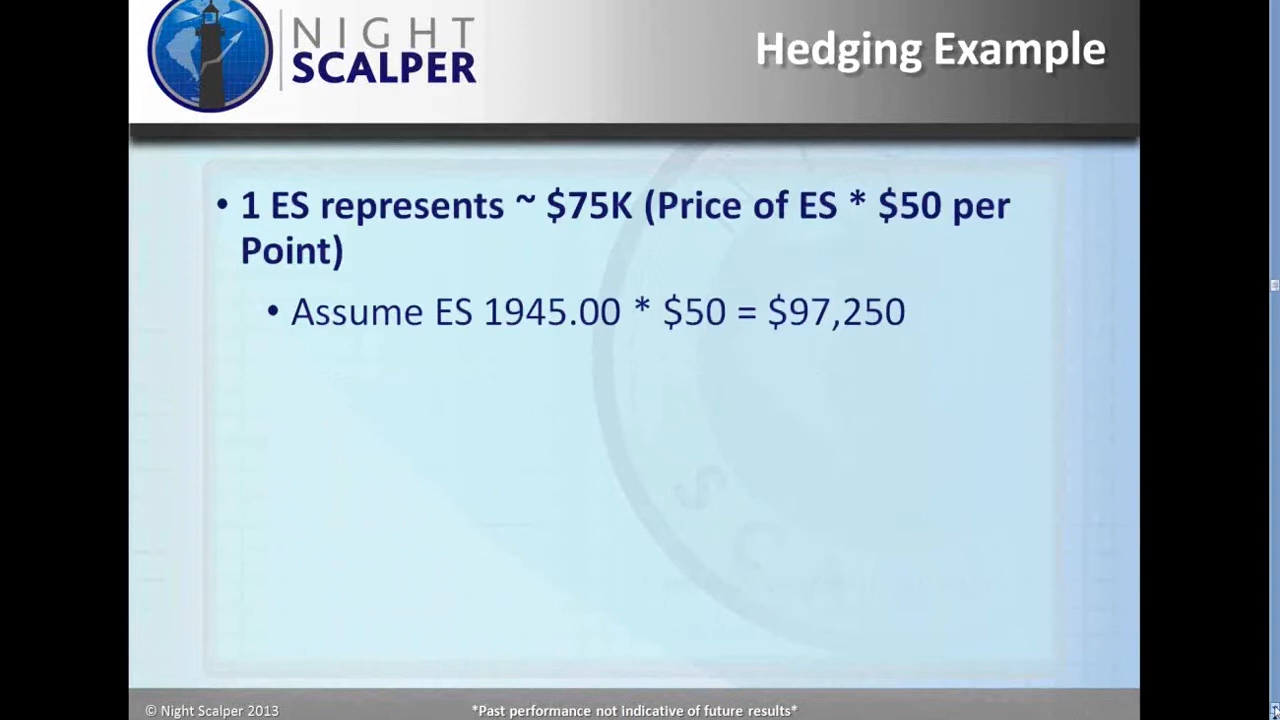 NIGHT
SCALPER
Hedging Example
• 1 ES represents ~ $75K (Price of ES * $50 per
Point)
• Assume ES 1945.00 * $50 = $97,250
© Night Scalper 2013
*Past performance not indicative of future results*